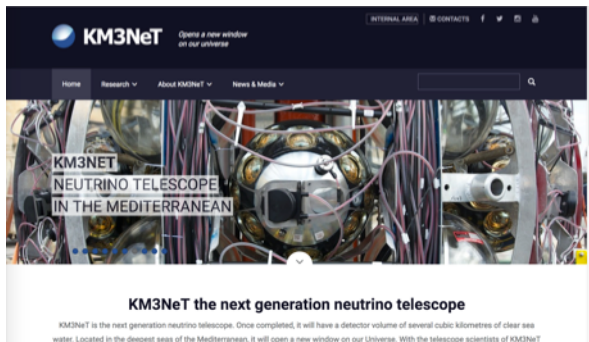 INTERNAL AREA
CONTACTS
KM3NeT
Opens a new window
on our universe
Home
Research
About KM3NeT
News & Media
KM3NET
NEUTRINO TELESCOPE
IN THE MEDITERRANEAN
KM3NeT the next generation neutrino telescope
KM3NeT is the next generation neutrino telescope. Once completed, it will have a detector volume of several cubic kilometres of clear sea
water. Located in the deepest seas of the Mediterranean, it will open a new window on our Universe. With the telescope scientists of KM3NeT